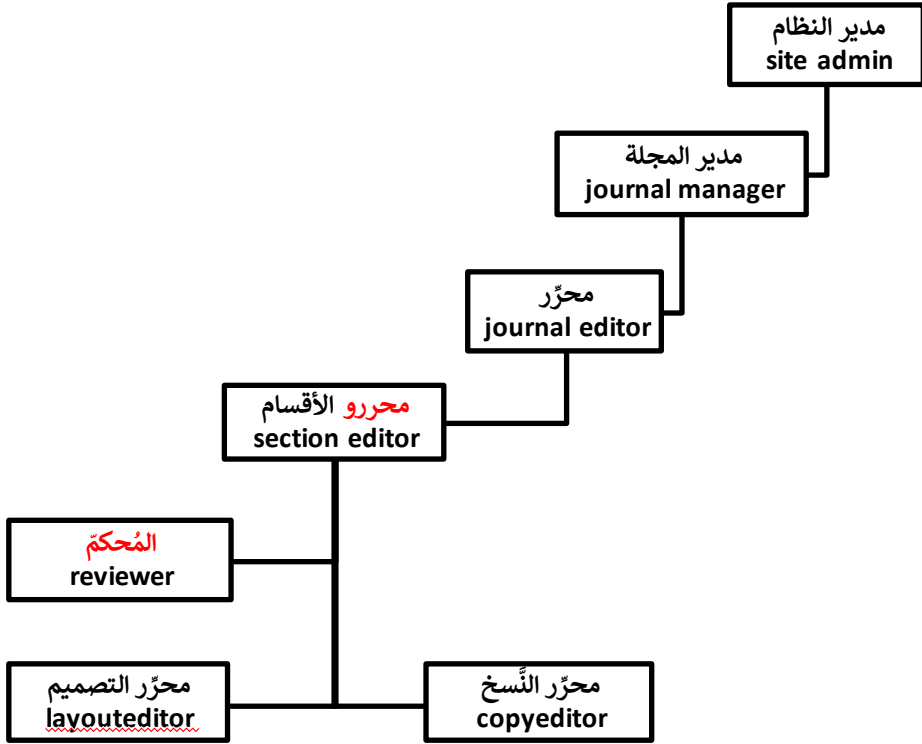 مدير النظام
site admin
مدير المجلة
journal manager
محرِّر
journal editor
محررو الأقسام
section editor
المُحكمّ
reviewer
محرِّر التصميم
layouteditor
محرِّر النَّسخ
copyeditor